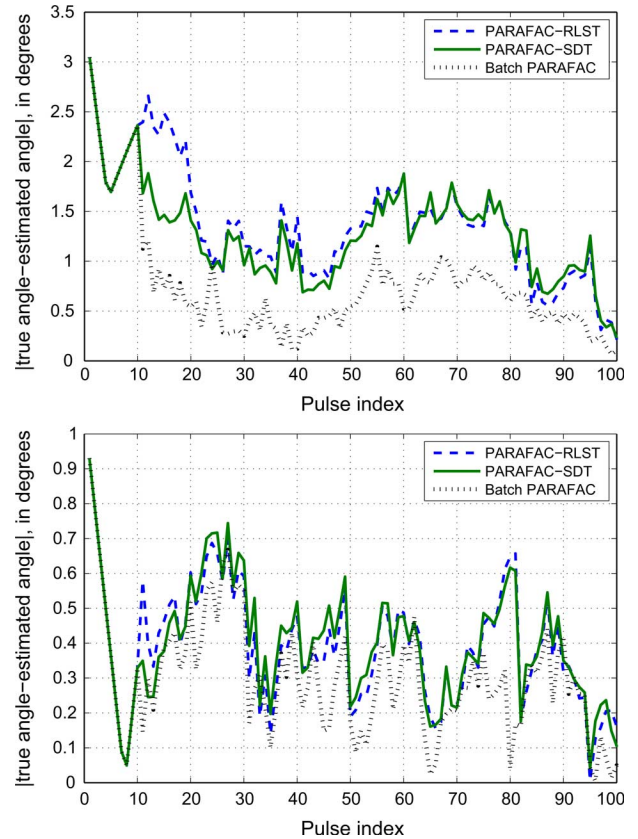 3.5
3
2.5
2
1.5
1
0.5
0
|true angle-estimated angle|, in degrees
PARAFAC-RLST
PARAFAC-SDT
Batch PARAFAC
0 10 20 30 40 50 60 70 80 90 100
Pulse index
1
0.9
0.8
0.7
0.6
0.5
0.4
0.3
0.2
0.1
0
|true angle-estimated angle|, in degrees
PARAFAC-RLST
PARAFAC-SDT
Batch PARAFAC
0 10 20 30 40 50 60 70 80 90 100
Pulse index